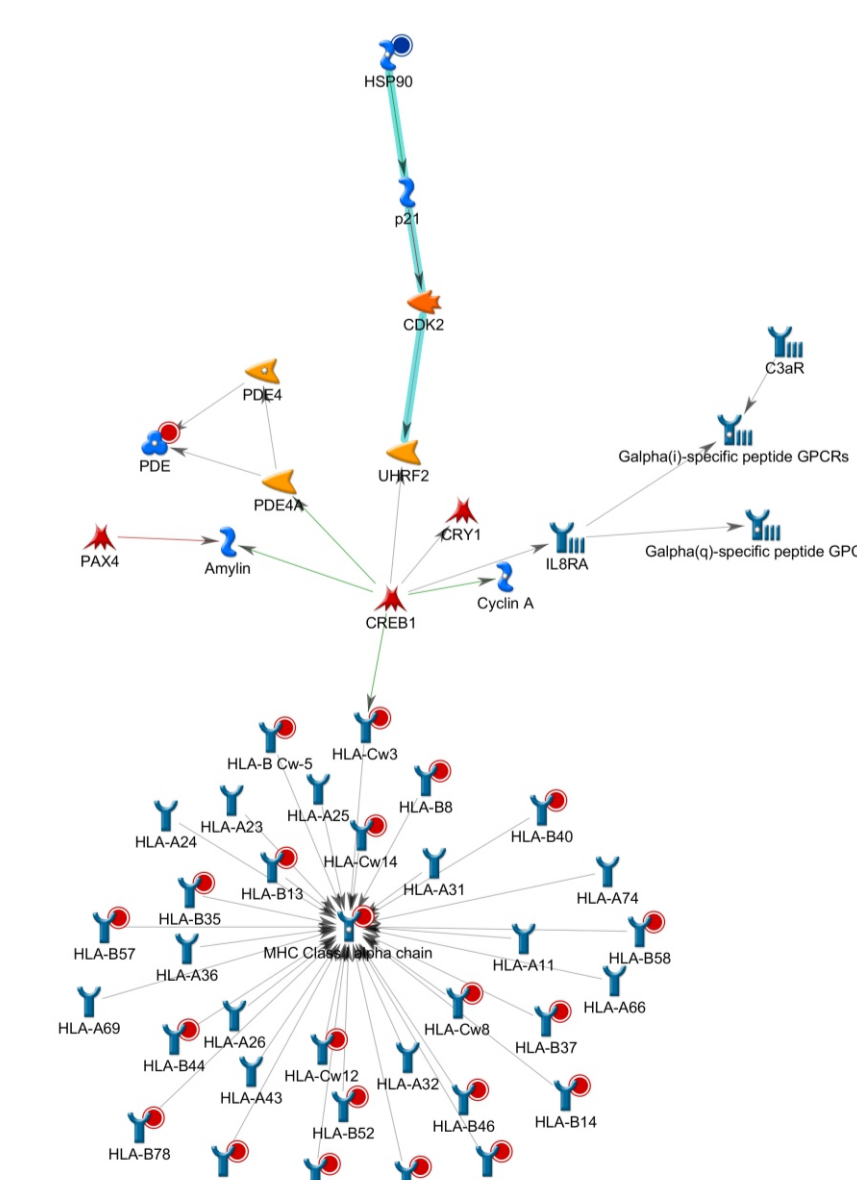 HSP90
p21
CDK2
C3aR
PDE4
Galpha(i)-specific peptide GPCRs
PDE
UHRF2
PDE4A
CRY1
Galpha(q)-specific peptide GPC
PAX4
Amylin
IL8RA
Cyclin A
CREB1
HLA-Cw3
HLA-B Cw-5
HLA-B8
HLA-A25
HLA-A23
HLA-B40
HLA-A24
HLA-Cw14
HLA-A31
HLA-B13
HLA-A74
HLA-B35
HLA-B57
MHC Class I alpha chain
HLA-B58
HLA-A11
HLA-A36
HLA-A66
HLA-A69
HLA-Cw8
HLA-A26
HLA-B37
HLA-B44
HLA-Cw12
HLA-A32
HLA-A43
HLA-B14
HLA-B46
HLA-B52
HLA-B78